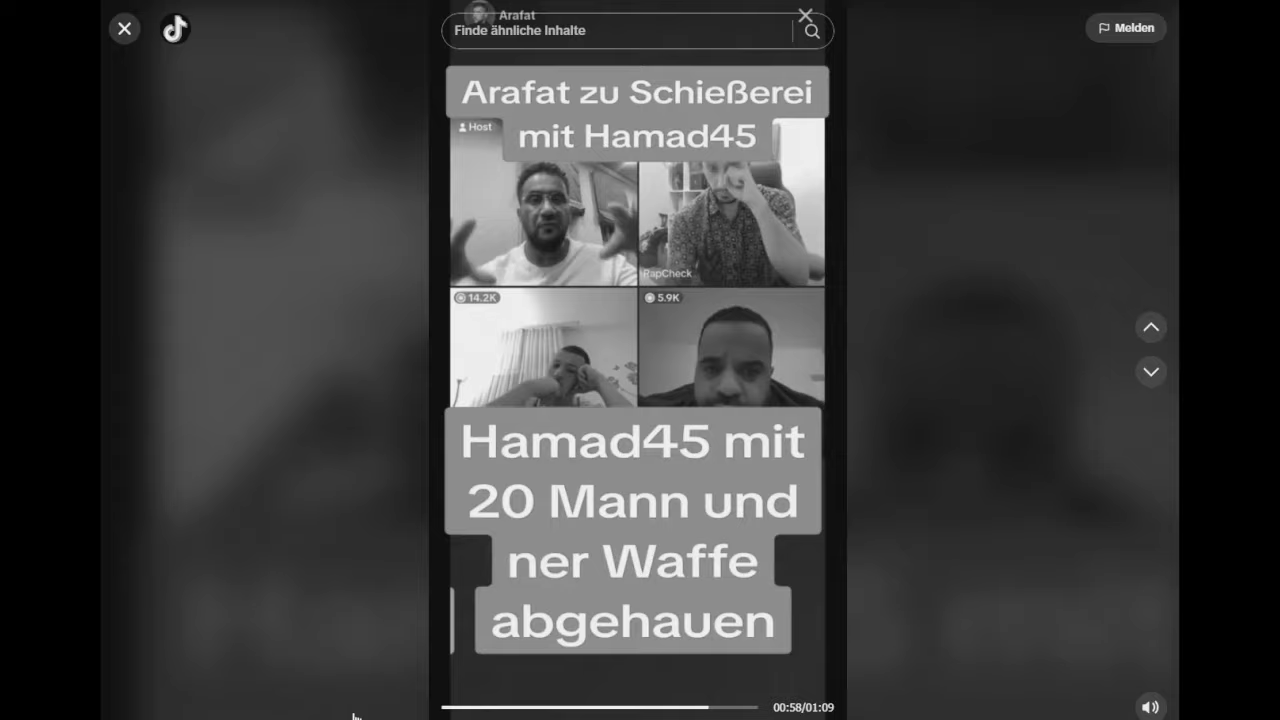 Arafat
Finde ähnliche Inhalte
Melden
Arafat zu Schießerei
mit Hamad45
Host
RapCheck
14.2K
5.9K
Hamad45 mit
20 Mann und
ner Waffe
abgehauen
00:58/01:09